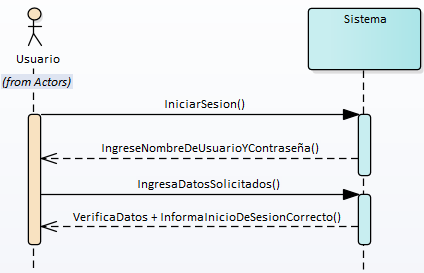 Sistema
Usuario
(from Actors)
IniciarSesion()
IngreseNombreDeUsuarioYContraseña()
IngresaDatosSolicitados()
VerificaDatos + InformaInicioDeSesionCorrecto()